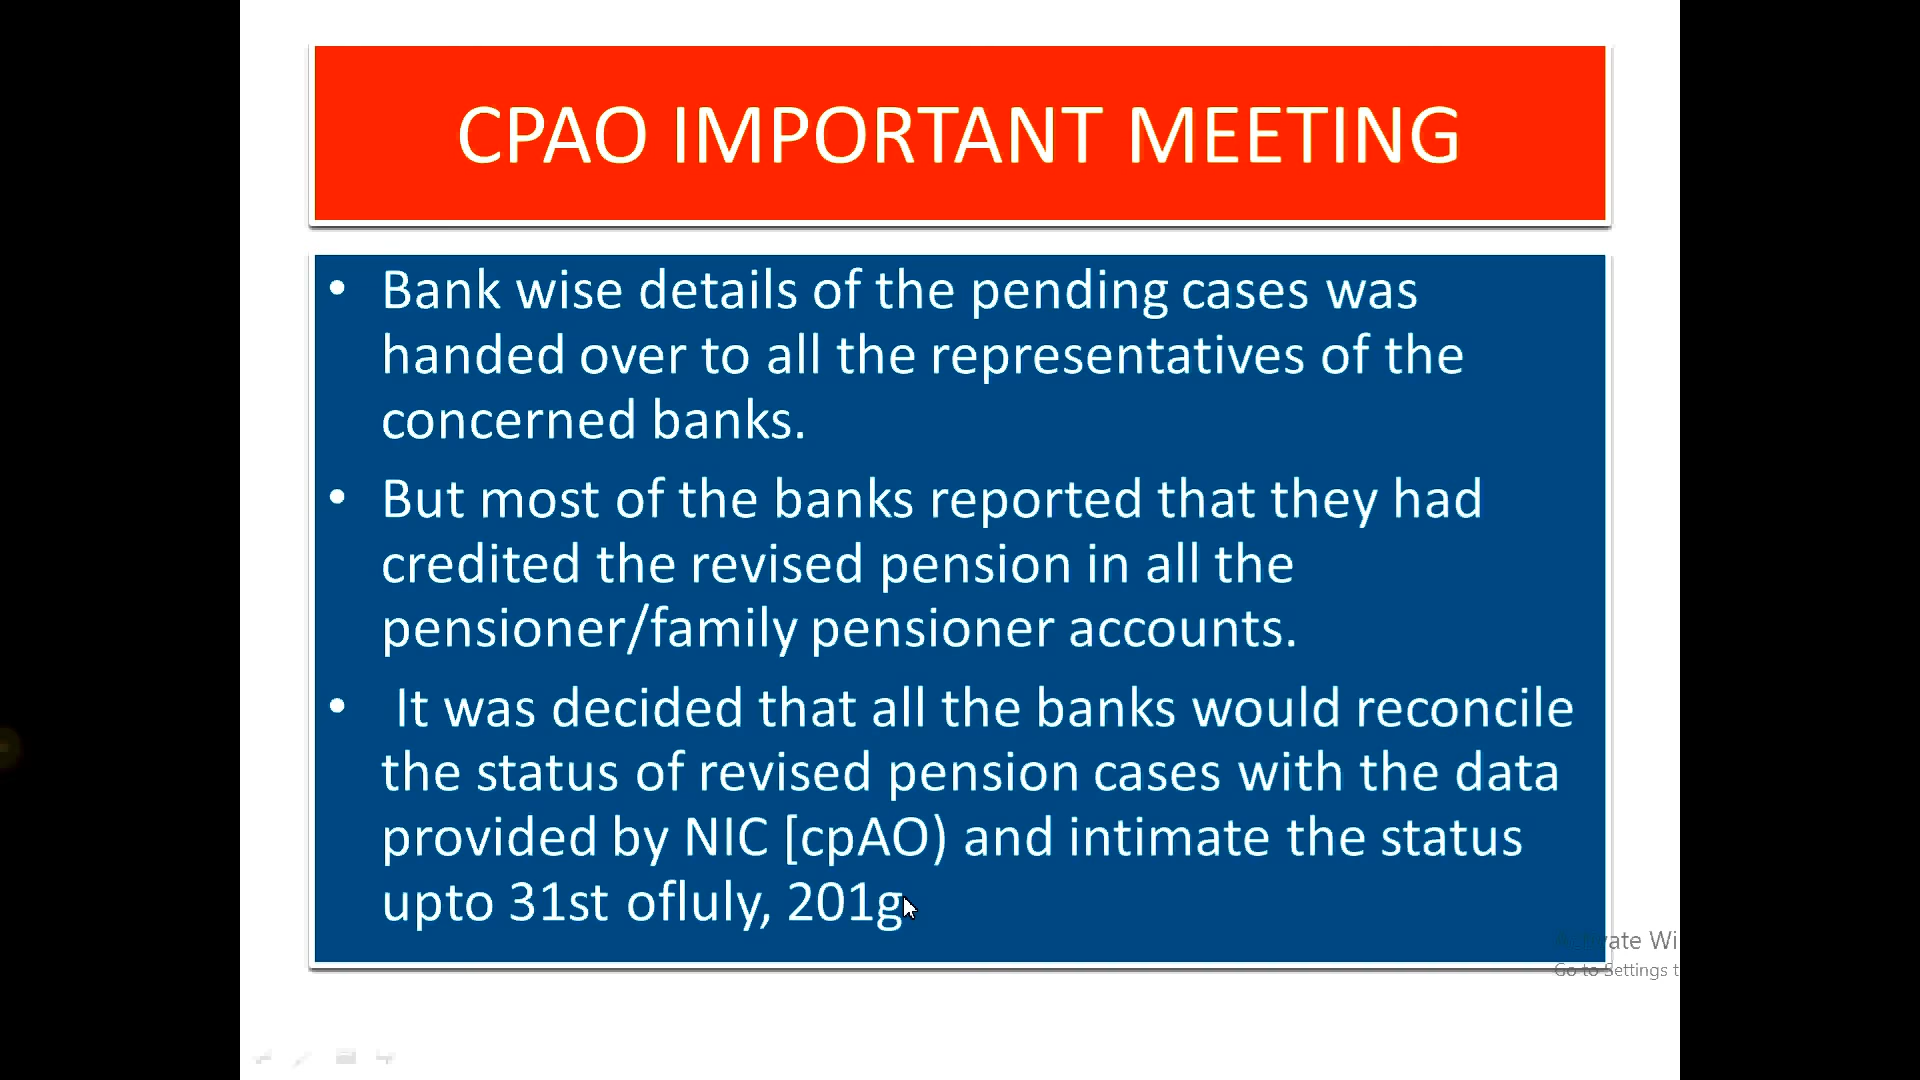 CPAO IMPORTANT MEETING
• Bank wise details of the pending cases was
handed over to all the representatives of the
concerned banks.
• But most of the banks reported that they had
credited the revised pension in all the
pensioner/family pensioner accounts.
• It was decided that all the banks would reconcile
the status of revised pension cases with the data
provided by NIC [cpAO) and intimate the status
upto 31st ofluly, 201g
Go to Settings t